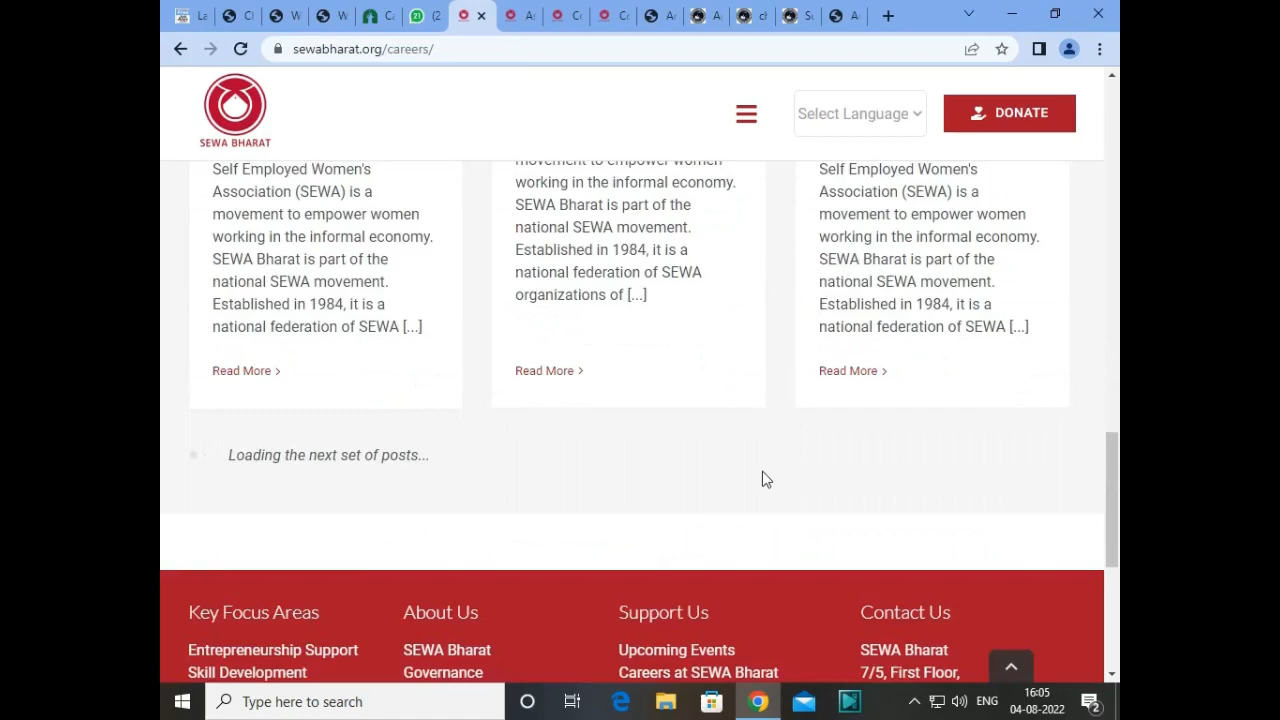 sewabharat.org/careers/
SEWA BHARAT
Select Language
DONATE
Self Employed Women's
Association (SEWA) is a
movement to empower women
working in the informal economy.
SEWA Bharat is part of the
national SEWA movement.
Established in 1984, it is a
national federation of SEWA [...]
Read More
movement to empower women
working in the informal economy.
SEWA Bharat is part of the
national SEWA movement.
Established in 1984, it is a
national federation of SEWA
organizations of [...]
Read More
Self Employed Women's
Association (SEWA) is a
movement to empower women
working in the informal economy.
SEWA Bharat is part of the
national SEWA movement.
Established in 1984, it is a
national federation of SEWA [...]
Read More
Loading the next set of posts...
Key Focus Areas
Entrepreneurship Support
Skill Development
About Us
SEWA Bharat
Governance
Support Us
Upcoming Events
Careers at SEWA Bharat
Contact Us
SEWA Bharat
7/5, First Floor,
Type here to search
ENG
16:05
04-08-2022
2